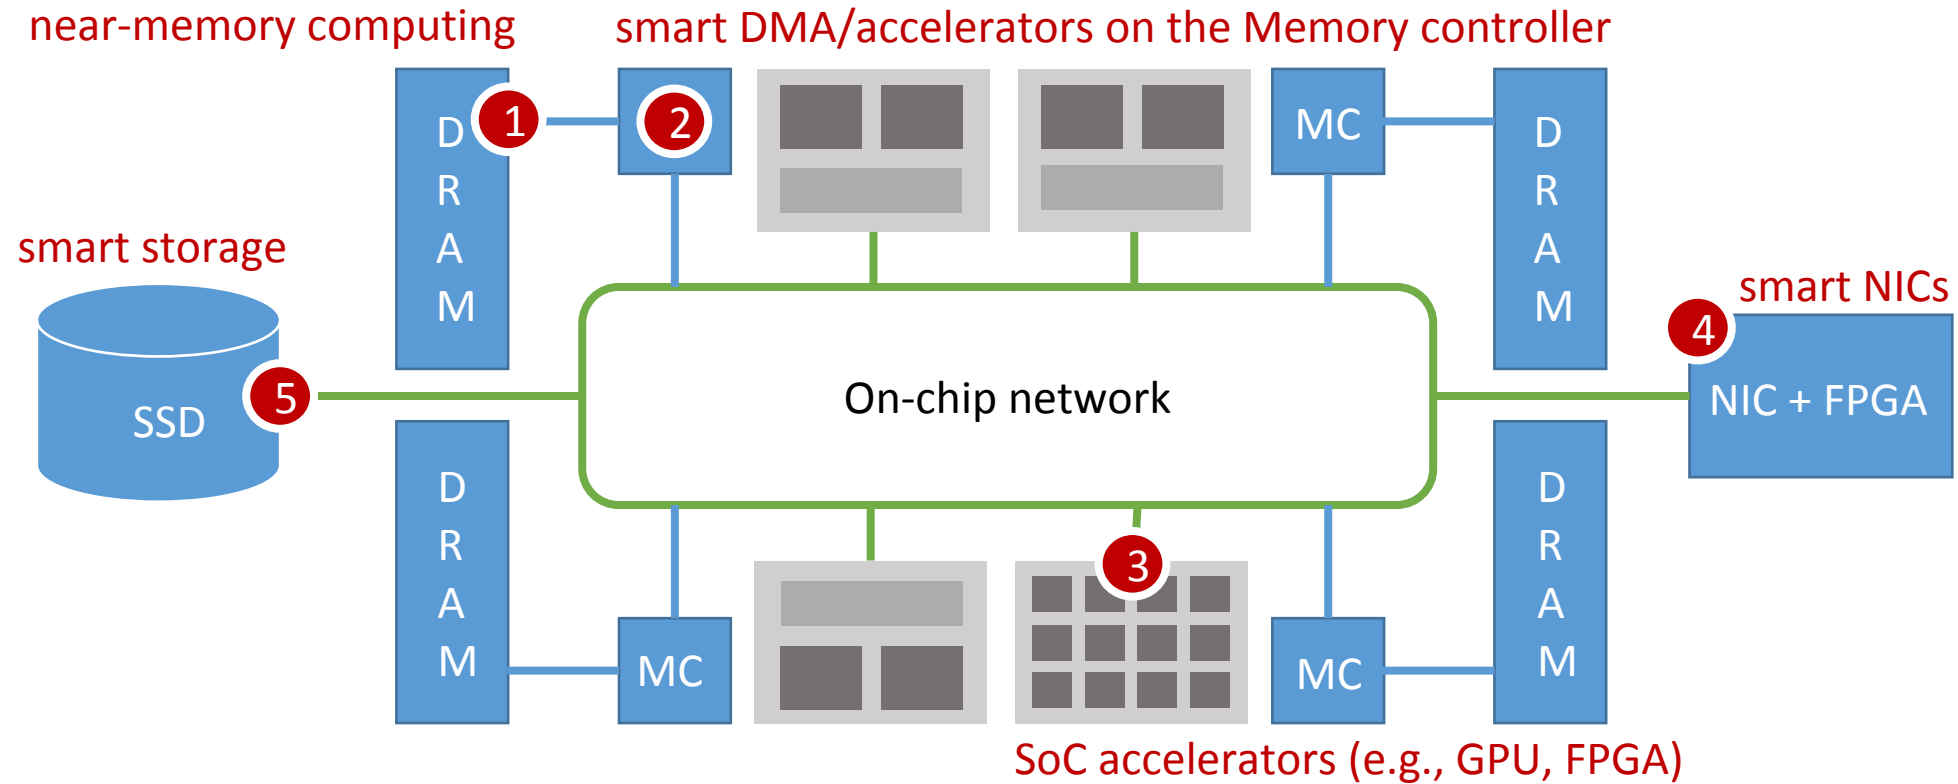 near-memory computing
smart DMA/accelerators on the Memory controller
D
R
A
M
1
2
MC
D
R
A
M
smart storage
smart NICs
4
NIC + FPGA
5
SSD
On-chip network
D
R
A
M
MC
3
MC
D
R
A
M
SoC accelerators (e.g., GPU, FPGA)